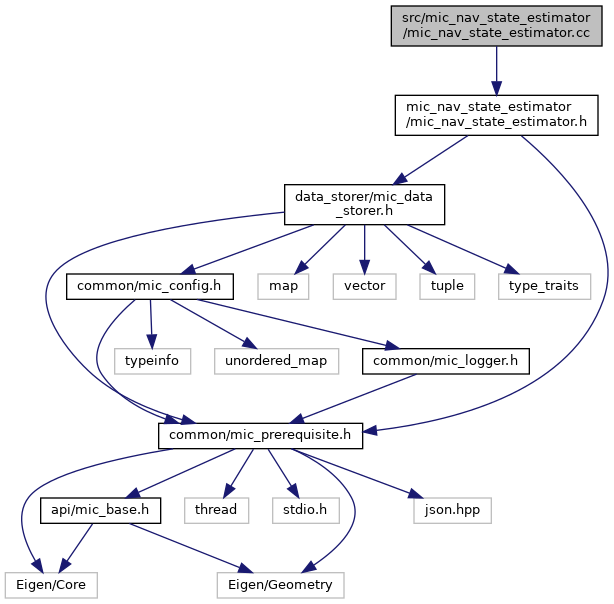 src/mic_nav_state_estimator
/mic_nav_state_estimator.cc
mic_nav_state_estimator
/mic_nav_state_estimator.h
data_storer/mic_data
_storer.h
common/mic_config.h
map
vector
tuple
type_traits
typeinfo
unordered_map
common/mic_logger.h
common/mic_prerequisite.h
api/mic_base.h
thread
stdio.h
json.hpp
Eigen/Core
Eigen/Geometry